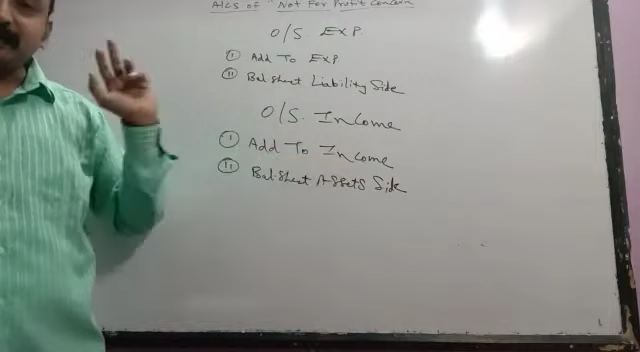 A/Cs of "Not For Profit Concern
O/S EXP.
(I) Add To EXP
(II) Bal.Sheet Liability Side
O/S. Income
(I) Add To Income
(II) Bal.Sheet Assets Side